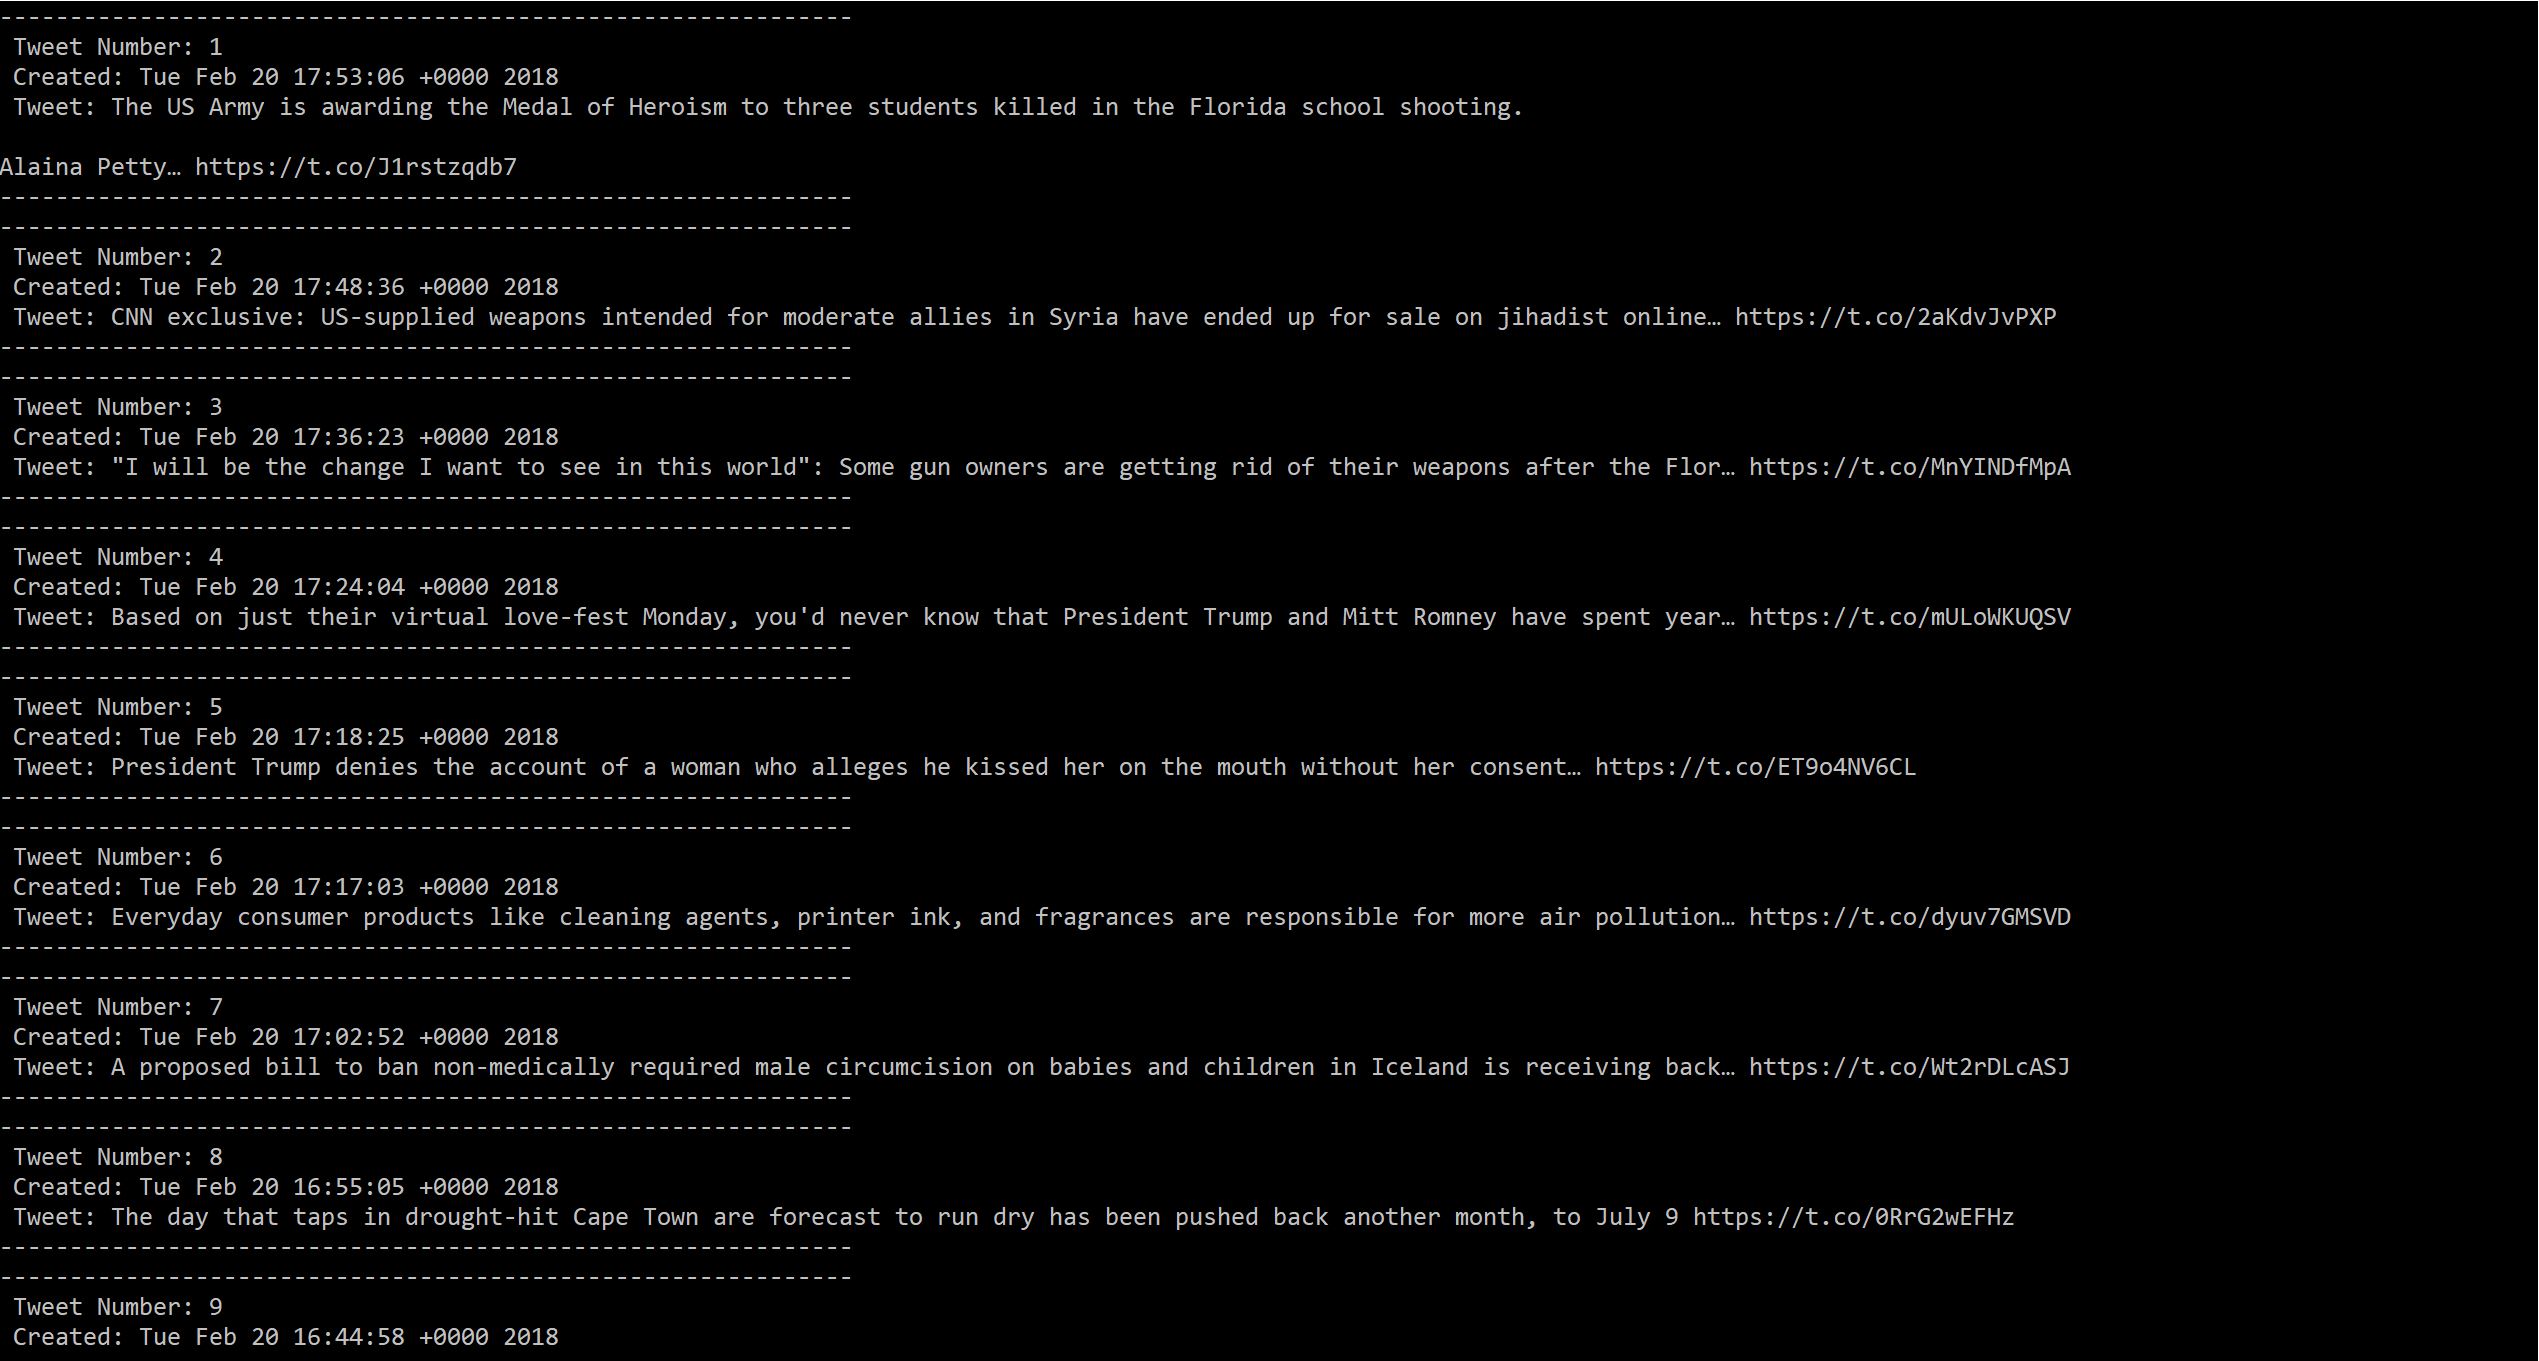 -------------------------------------------------------------
Tweet Number: 1
Created: Tue Feb 20 17:53:06 +0000 2018
Tweet: The US Army is awarding the Medal of Heroism to three students killed in the Florida school shooting.

Alaina Petty… https://t.co/J1rstzqdb7
-------------------------------------------------------------
-------------------------------------------------------------
Tweet Number: 2
Created: Tue Feb 20 17:48:36 +0000 2018
Tweet: CNN exclusive: US-supplied weapons intended for moderate allies in Syria have ended up for sale on jihadist online… https://t.co/2aKdvJvPXP
-------------------------------------------------------------
-------------------------------------------------------------
Tweet Number: 3
Created: Tue Feb 20 17:36:23 +0000 2018
Tweet: "I will be the change I want to see in this world": Some gun owners are getting rid of their weapons after the Flor… https://t.co/MnYINDfMpA
-------------------------------------------------------------
-------------------------------------------------------------
Tweet Number: 4
Created: Tue Feb 20 17:24:04 +0000 2018
Tweet: Based on just their virtual love-fest Monday, you'd never know that President Trump and Mitt Romney have spent year… https://t.co/mULoWKUQSV
-------------------------------------------------------------
-------------------------------------------------------------
Tweet Number: 5
Created: Tue Feb 20 17:18:25 +0000 2018
Tweet: President Trump denies the account of a woman who alleges he kissed her on the mouth without her consent… https://t.co/ET9o4NV6CL
-------------------------------------------------------------
-------------------------------------------------------------
Tweet Number: 6
Created: Tue Feb 20 17:17:03 +0000 2018
Tweet: Everyday consumer products like cleaning agents, printer ink, and fragrances are responsible for more air pollution… https://t.co/dyuv7GMSVD
-------------------------------------------------------------
-------------------------------------------------------------
Tweet Number: 7
Created: Tue Feb 20 17:02:52 +0000 2018
Tweet: A proposed bill to ban non-medically required male circumcision on babies and children in Iceland is receiving back… https://t.co/Wt2rDLcASJ
-------------------------------------------------------------
-------------------------------------------------------------
Tweet Number: 8
Created: Tue Feb 20 16:55:05 +0000 2018
Tweet: The day that taps in drought-hit Cape Town are forecast to run dry has been pushed back another month, to July 9 https://t.co/0RrG2wEFHz
-------------------------------------------------------------
-------------------------------------------------------------
Tweet Number: 9
Created: Tue Feb 20 16:44:58 +0000 2018